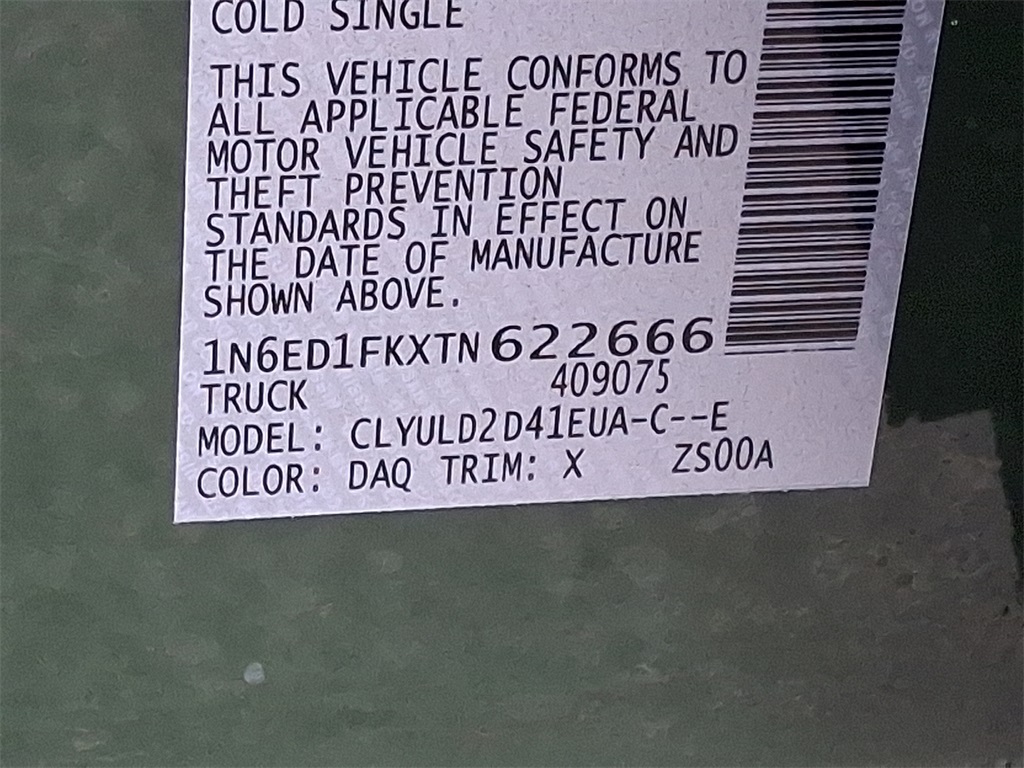 COLD SINGLE
THIS VEHICLE CONFORMS TO
ALL APPLICABLE FEDERAL
MOTOR VEHICLE SAFETY AND
THEFT PREVENTION
STANDARDS IN EFFECT ON
THE DATE OF MANUFACTURE
SHOWN ABOVE.
1N6ED1FKXTN622666
TRUCK 409075
MODEL: CLYULD2D41EUA-C--E
COLOR: DAQ TRIM: X ZS00A